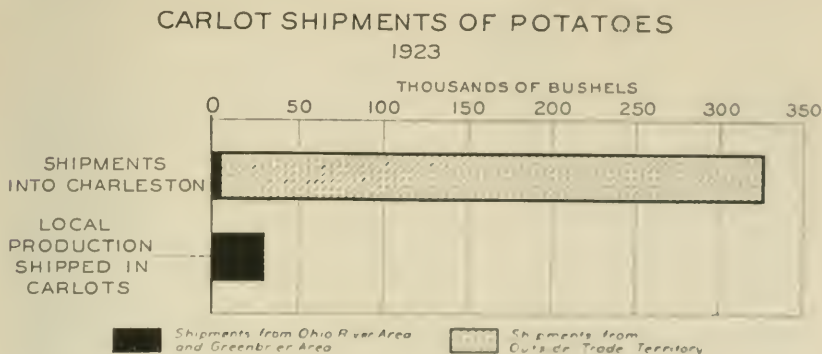 CARLOT SHIPMENTS OF POTATOES
1923
THOUSANDS OF BUSHELS
0 50 100 150 200 250 300 350
SHIPMENTS
INTO CHARLESTON
LOCAL
PRODUCTION
SHIPPED IN
CARLOTS
Shipments from Ohio River Area
and Greenbrier Area
Shipments from
Outside Trade Territory